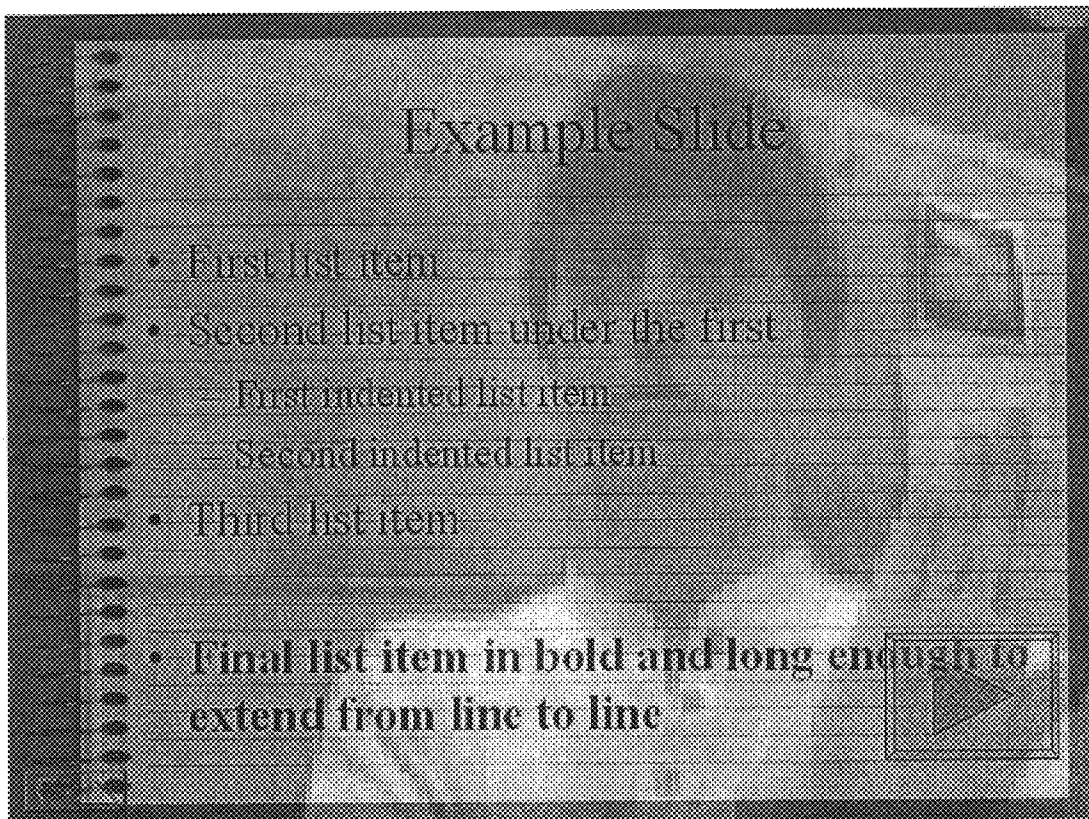 Example Slide
• First list item
• Second list item under the first
– First indented list item
– Second indented list item
• Third list item
• Final list item in bold and long enough to
extend from line to line